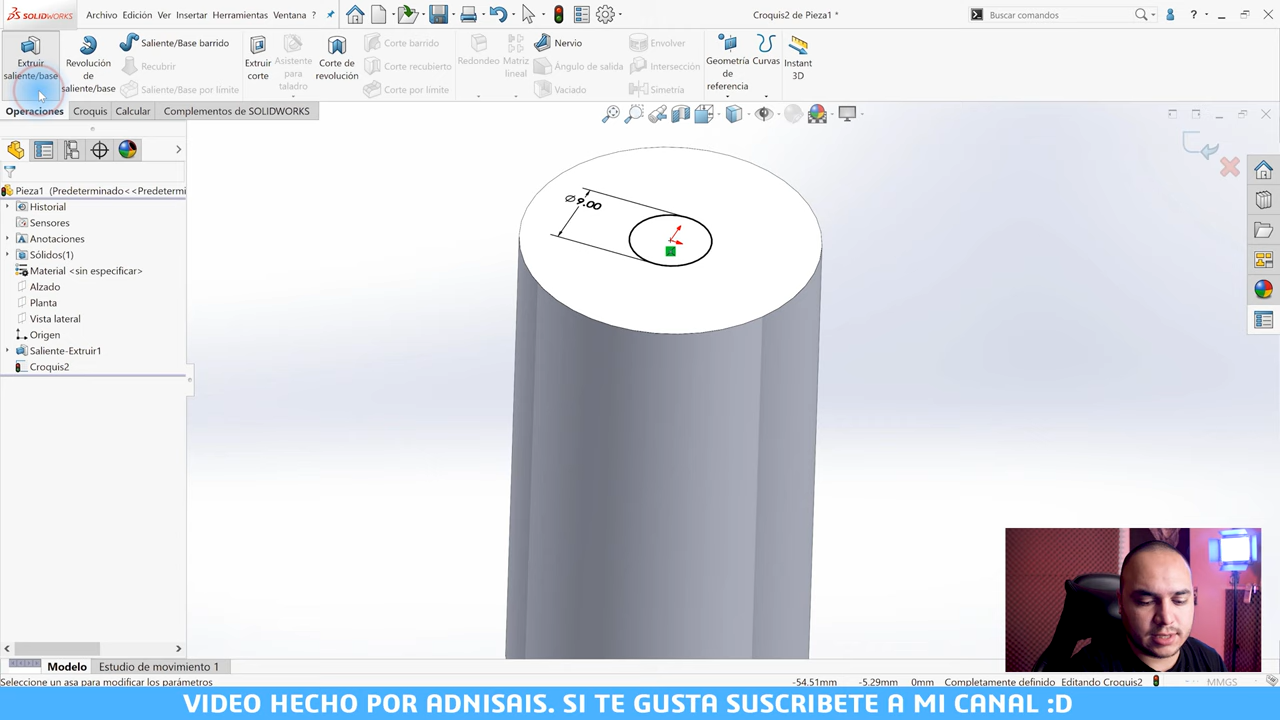 SOLIDWORKS
Archivo Edición Ver Insertar Herramientas Ventana ?
Croquis2 de Pieza1 *
Buscar comandos
?
Extruir saliente/base
Revolución de saliente/base
Saliente/Base barrido
Recubrir
Saliente/Base por límite
Extruir corte
Asistente para taladro
Corte de revolución
Corte barrido
Corte recubierto
Corte por límite
Redondeo
Matriz lineal
Nervio
Ángulo de salida
Vaciado
Envolver
Intersección
Simetría
Geometría de referencia
Curvas
Instant 3D
Operaciones Croquis Calcular Complementos de SOLIDWORKS
Pieza1 (Predeterminado<<Predetermi
Historial
Sensores
Anotaciones
Sólidos(1)
Material <sin especificar>
Alzado
Planta
Vista lateral
Origen
Saliente-Extruir1
Croquis2
⌀9.00
Modelo Estudio de movimiento 1
Seleccione un asa para modificar los parámetros
-54.51mm -5.29mm 0mm Completamente definido Editando Croquis2 MMGS
VIDEO HECHO POR ADNISAIS. SI TE GUSTA SUSCRIBETE A MI CANAL :D